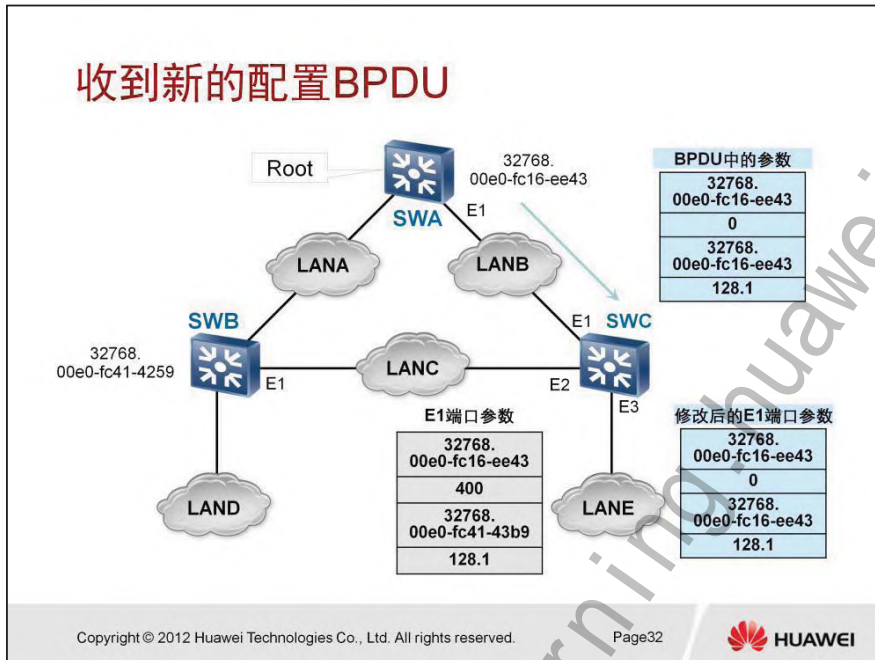 收到新的配置BPDU
Root
SWA
E1
32768.
00e0-fc16-ee43
BPDU中的参数
32768.
00e0-fc16-ee43
0
32768.
00e0-fc16-ee43
128.1
LANA
LANB
SWB
32768.
00e0-fc41-4259
E1
LANC
E1
SWC
E2
E3
E1端口参数
32768.
00e0-fc16-ee43
400
32768.
00e0-fc41-43b9
128.1
修改后的E1端口参数
32768.
00e0-fc16-ee43
0
32768.
00e0-fc16-ee43
128.1
LAND
LANE
rning.huawei.
Copyright © 2012 Huawei Technologies Co., Ltd. All rights reserved.
Page32
HUAWEI